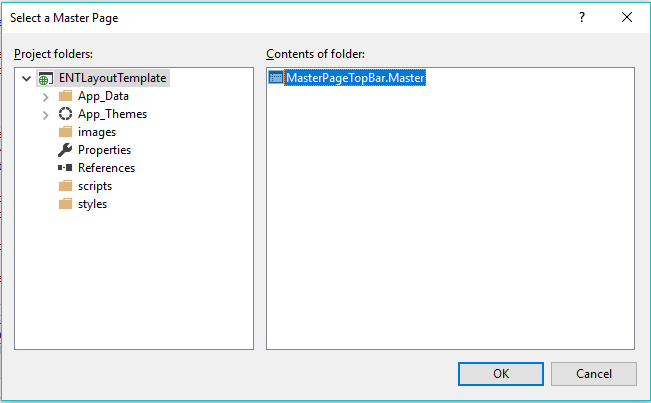 Select a Master Page
?
Project folders:
Contents of folder:
ENTLayoutTemplate
App_Data
App_Themes
images
Properties
References
scripts
styles
MasterPageTopBar.Master
OK
Cancel